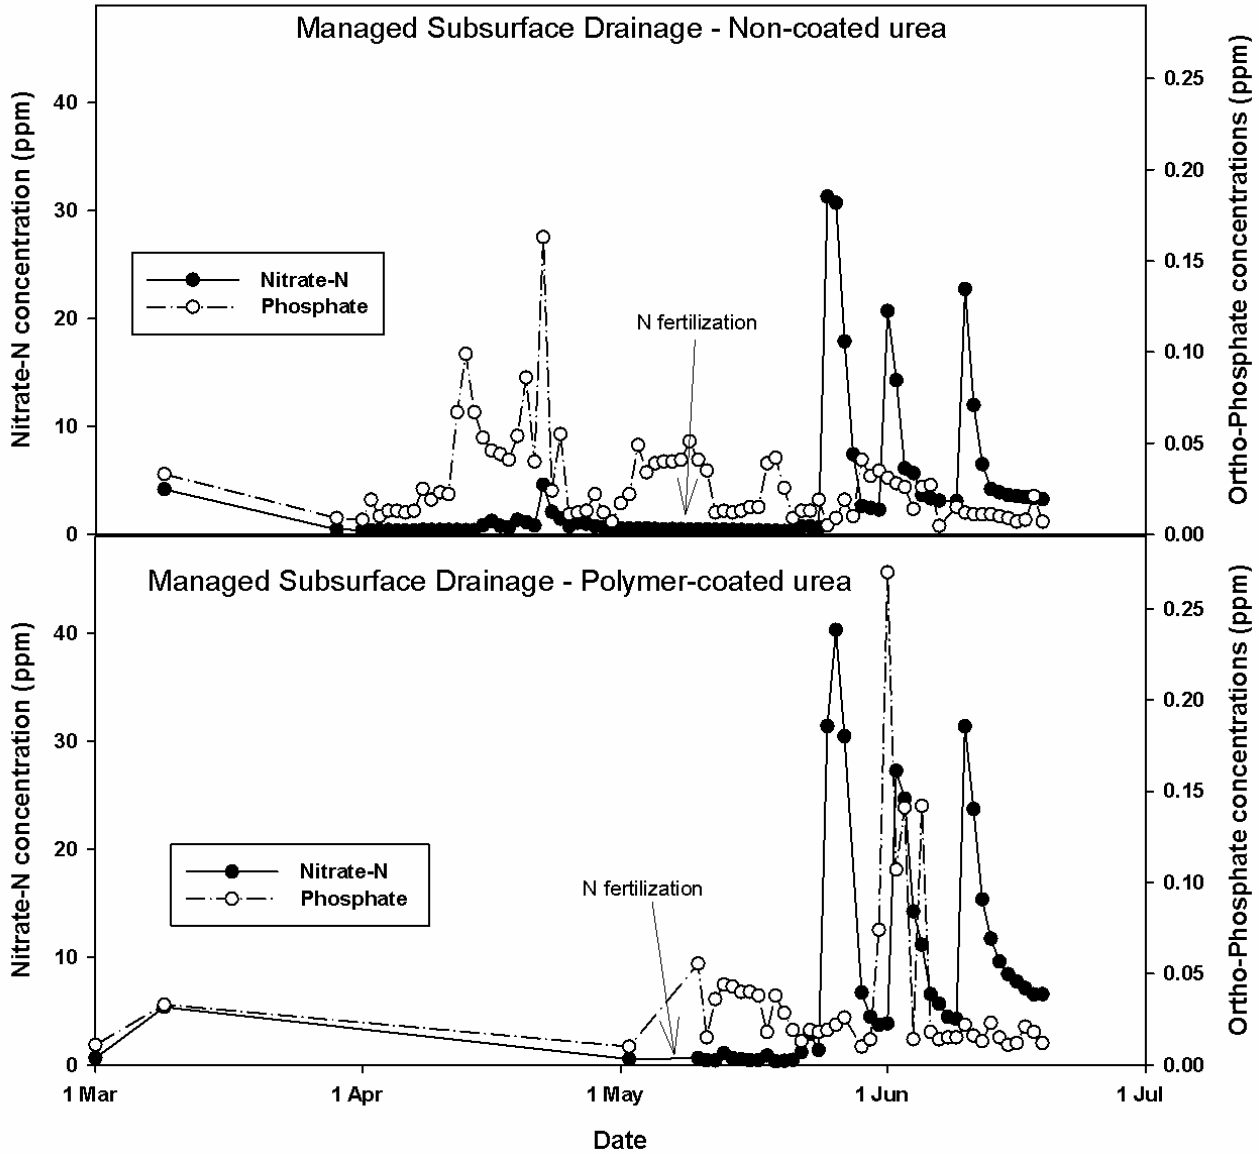 Managed Subsurface Drainage - Non-coated urea
Nitrate-N concentration (ppm)
40
30
20
10
0
Ortho-Phosphate concentrations (ppm)
0.25
0.20
0.15
0.10
0.05
0.00
Nitrate-N
Phosphate
N fertilization
Managed Subsurface Drainage - Polymer-coated urea
Nitrate-N concentration (ppm)
40
30
20
10
0
Ortho-Phosphate concentrations (ppm)
0.25
0.20
0.15
0.10
0.05
0.00
Nitrate-N
Phosphate
N fertilization
1 Mar
1 Apr
1 May
1 Jun
1 Jul
Date